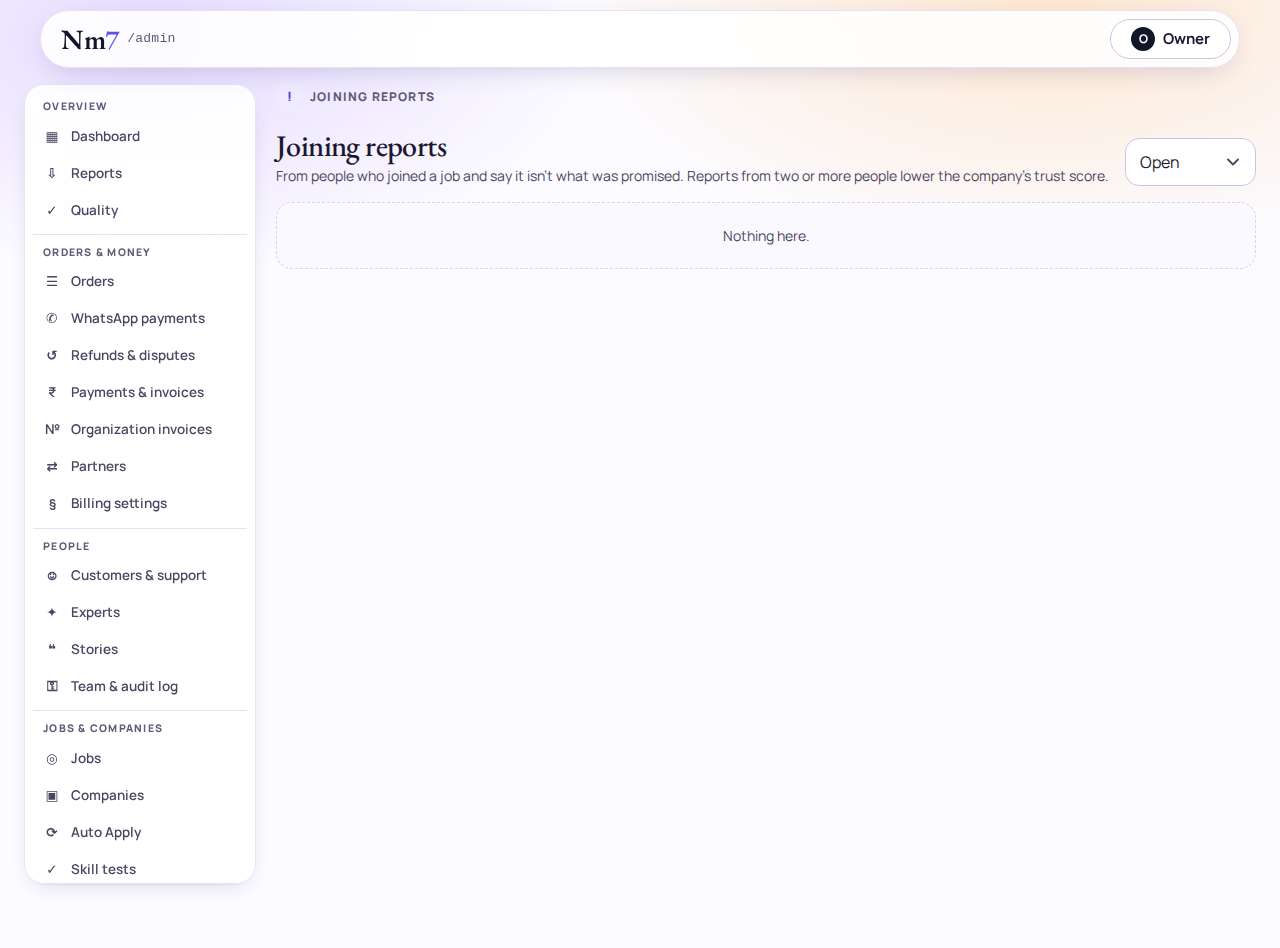 Nm7 /admin
O Owner
OVERVIEW
▦ Dashboard
⇩ Reports
✓ Quality
ORDERS & MONEY
☰ Orders
✆ WhatsApp payments
↺ Refunds & disputes
₹ Payments & invoices
Nº Organization invoices
⇄ Partners
§ Billing settings
PEOPLE
☺ Customers & support
✦ Experts
❝ Stories
⚿ Team & audit log
JOBS & COMPANIES
◎ Jobs
▣ Companies
⟳ Auto Apply
✓ Skill tests
! JOINING REPORTS
Joining reports
From people who joined a job and say it isn't what was promised. Reports from two or more people lower the company's trust score.
Open
Nothing here.